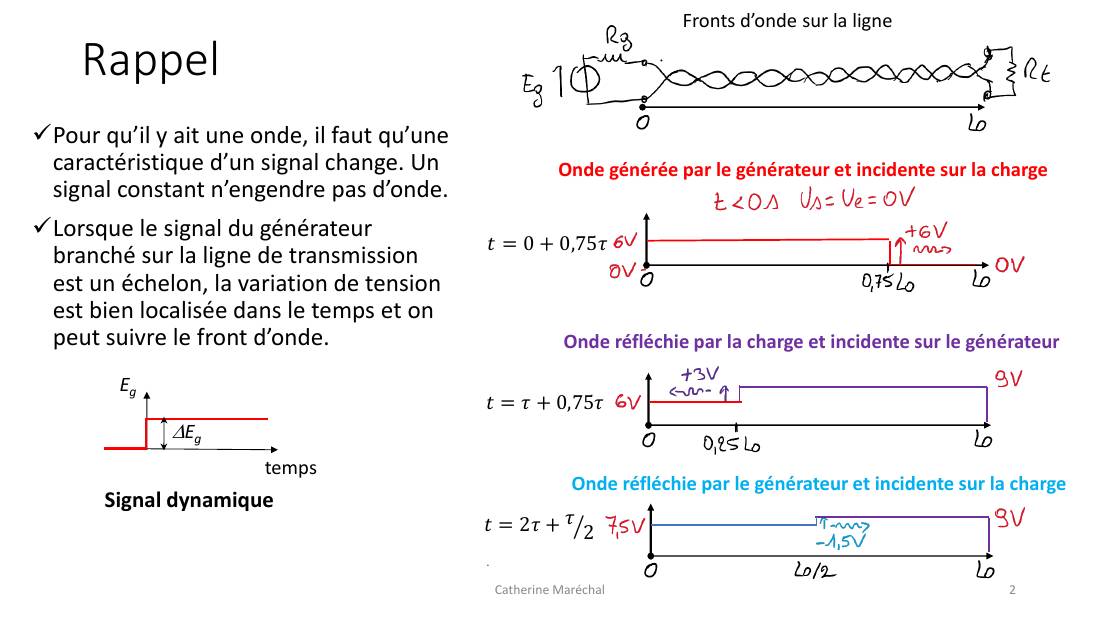 Rappel
✓Pour qu’il y ait une onde, il faut qu’une
caractéristique d’un signal change. Un
signal constant n’engendre pas d’onde.
✓Lorsque le signal du générateur
branché sur la ligne de transmission
est un échelon, la variation de tension
est bien localisée dans le temps et on
peut suivre le front d’onde.
Eg
ΔEg
temps
Signal dynamique
Fronts d’onde sur la ligne
Rg
Eg
Rt
0 lo
Onde générée par le générateur et incidente sur la charge
t<0s Us=Ue=0V
t = 0 + 0,75τ 6V +6V
0V 0V
0 0,75 lo lo
Onde réfléchie par la charge et incidente sur le générateur
+3V 9V
t = τ + 0,75τ 6V
0 0,25 lo lo
Onde réfléchie par le générateur et incidente sur la charge
t = 2τ + τ/2 7,5V 9V
-1,5V
0 lo/2 lo
Catherine Maréchal 2